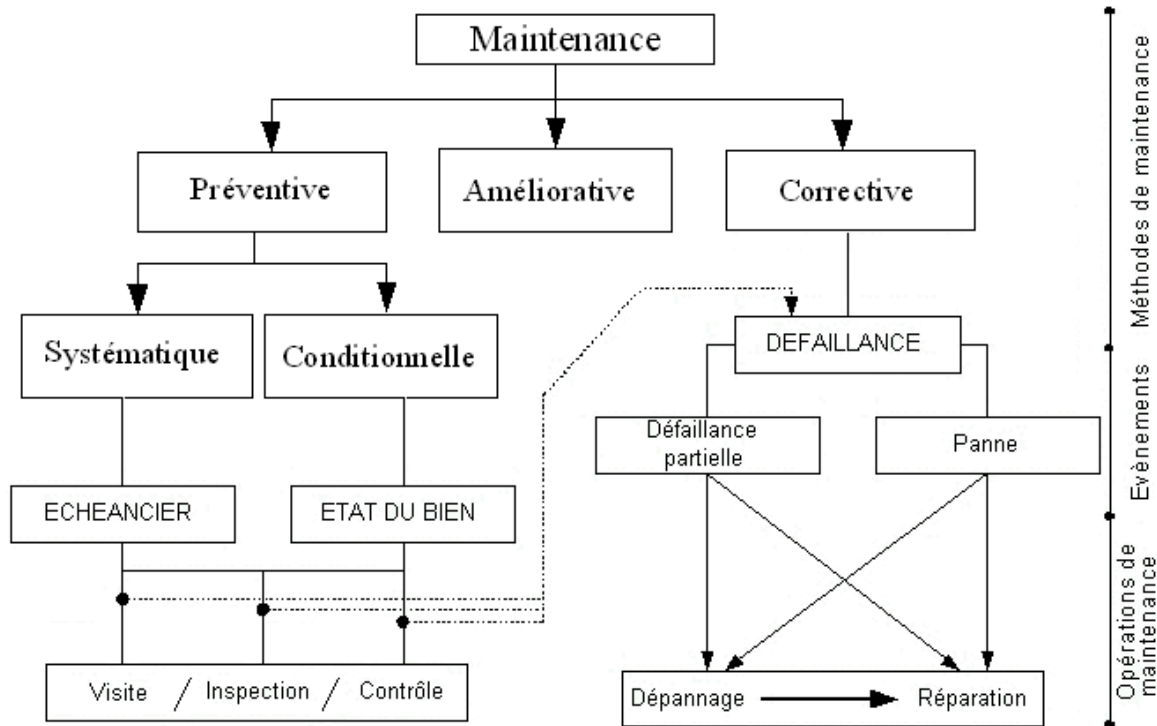 Maintenance
Préventive
Améliorative
Corrective
Systématique
Conditionnelle
DEFAILLANCE
Défaillance
partielle
Panne
ECHEANCIER
ETAT DU BIEN
Visite / Inspection / Contrôle
Dépannage
Réparation
Méthodes de maintenance
Evènements
Opérations de
maintenance